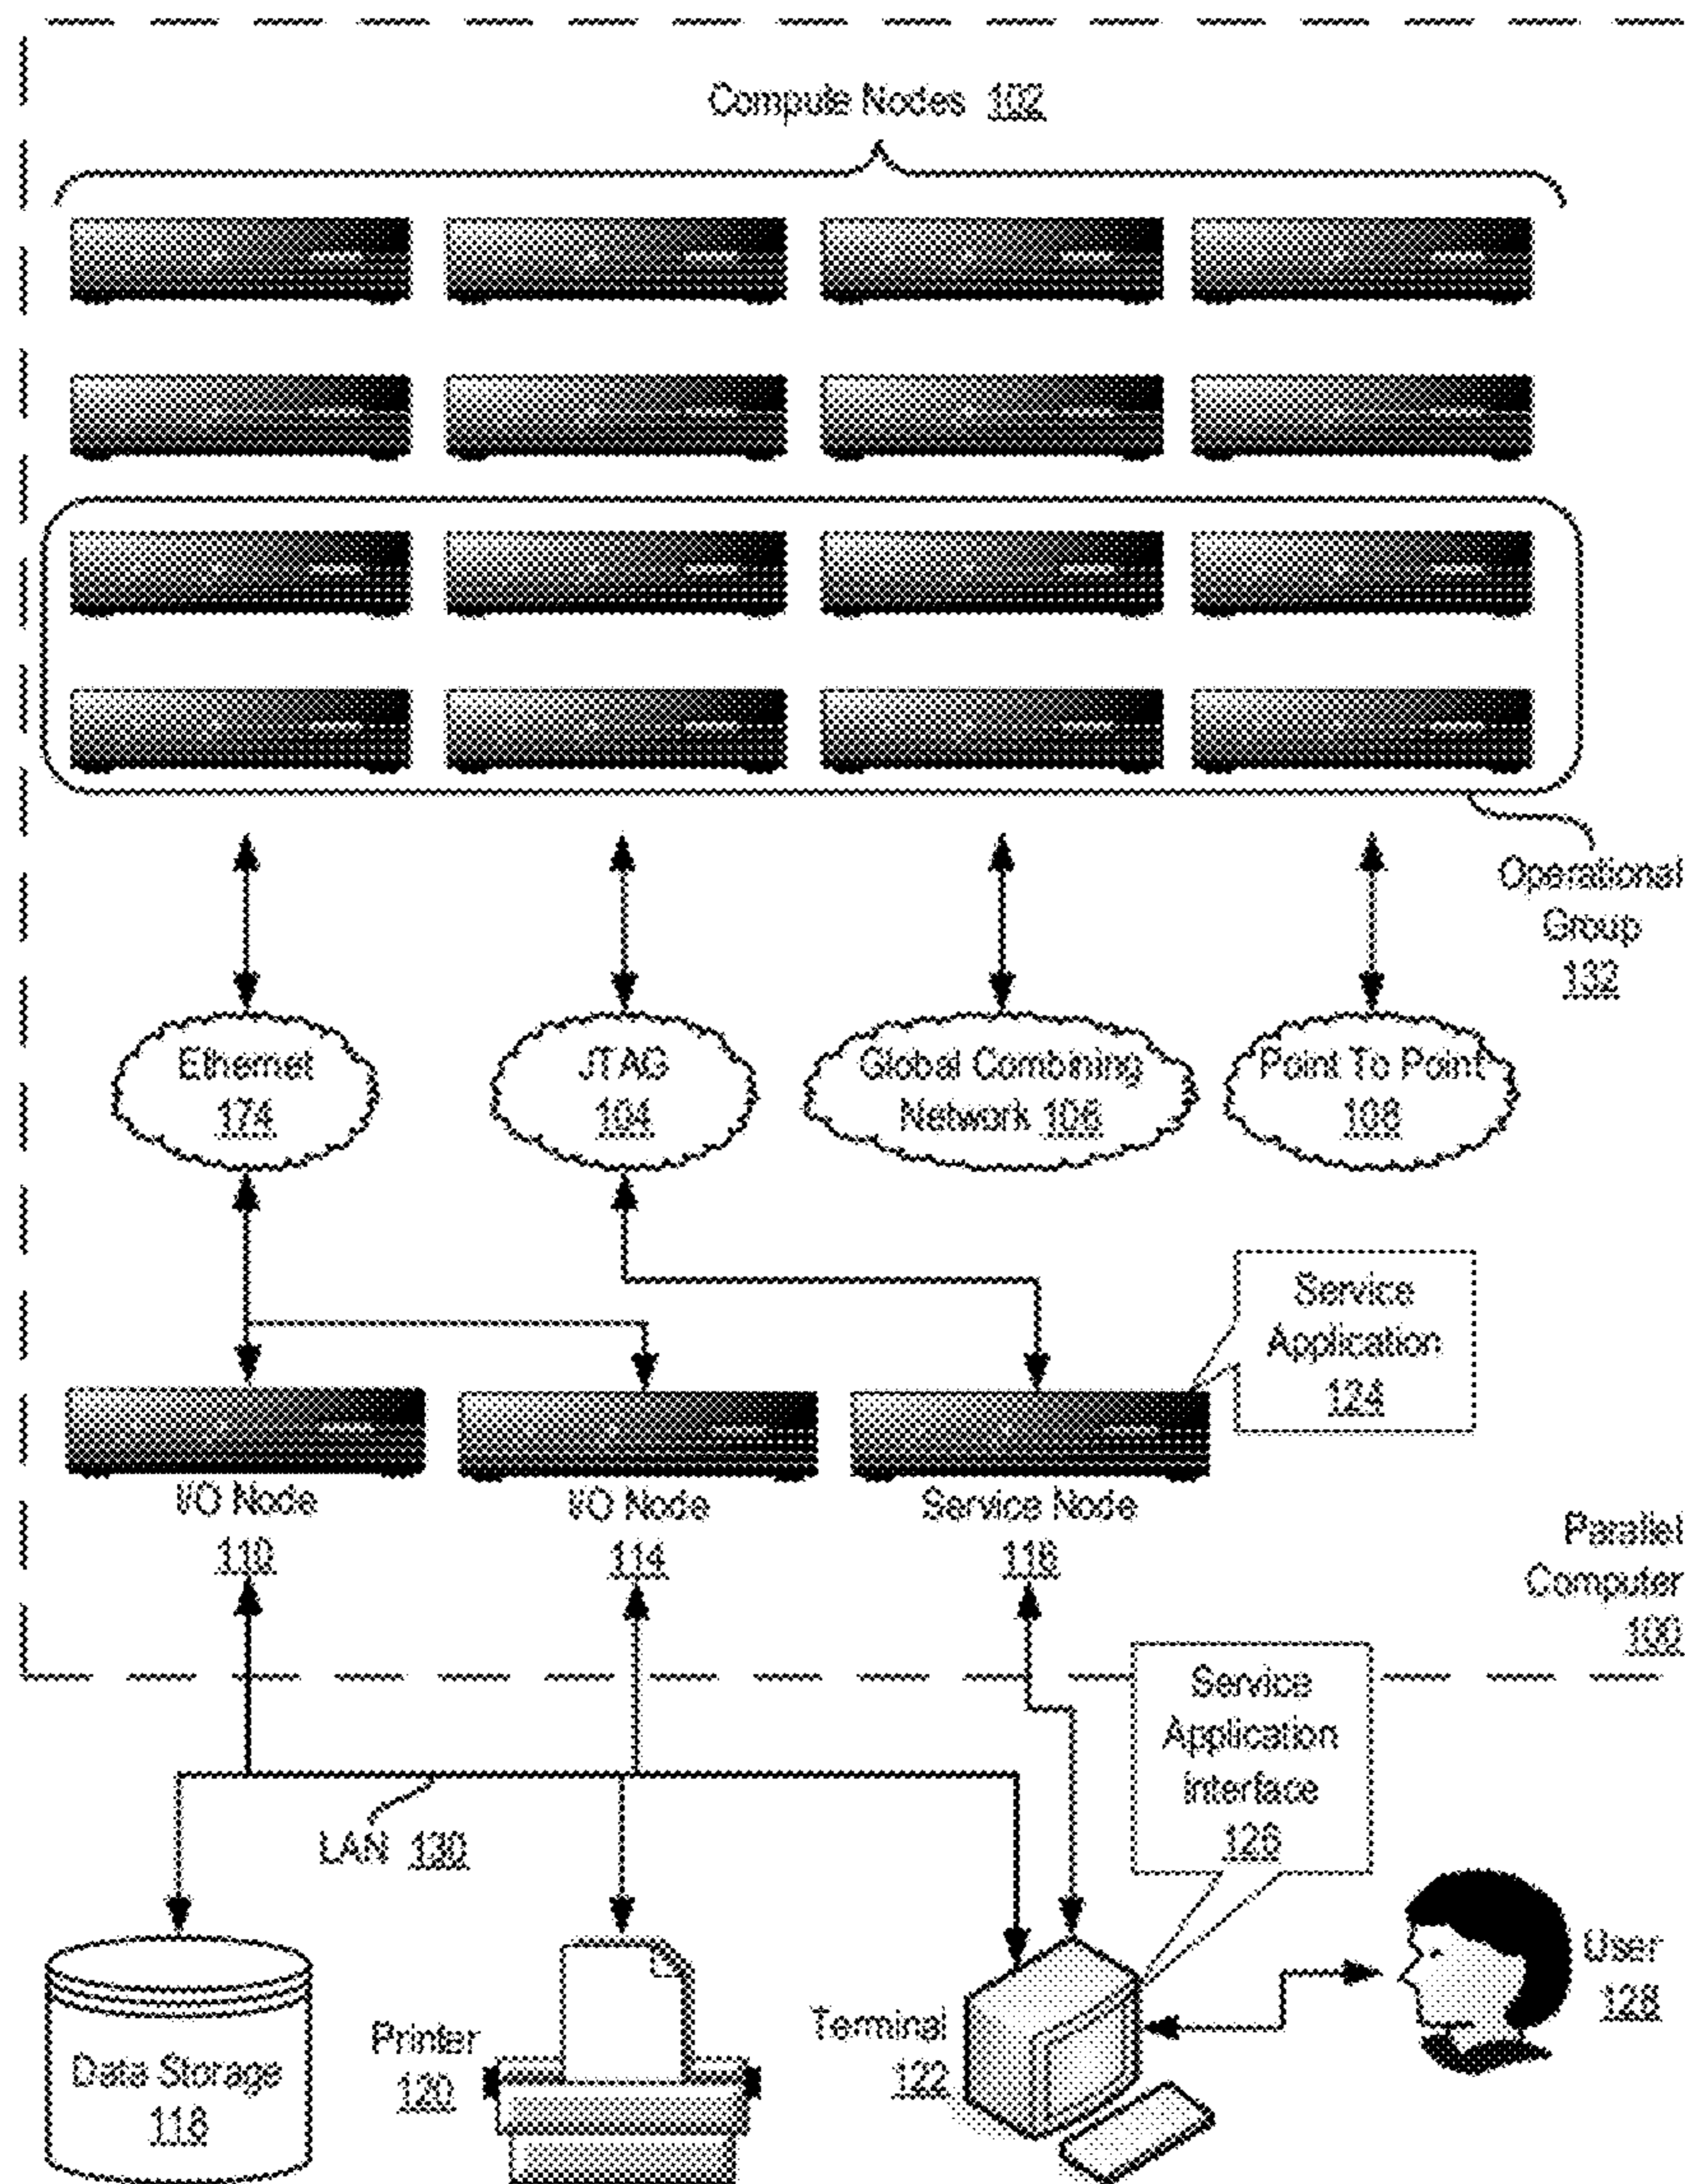 Compute Nodes 102
Operational
Group
132
Ethernet
174
JTAG
104
Global Combining
Network 106
Point To Point
108
Service
Application
124
I/O Node
110
I/O Node
114
Service Node
116
Parallel
Computer
100
Service
Application
Interface
126
LAN 130
Data Storage
118
Printer
120
Terminal
122
User
128